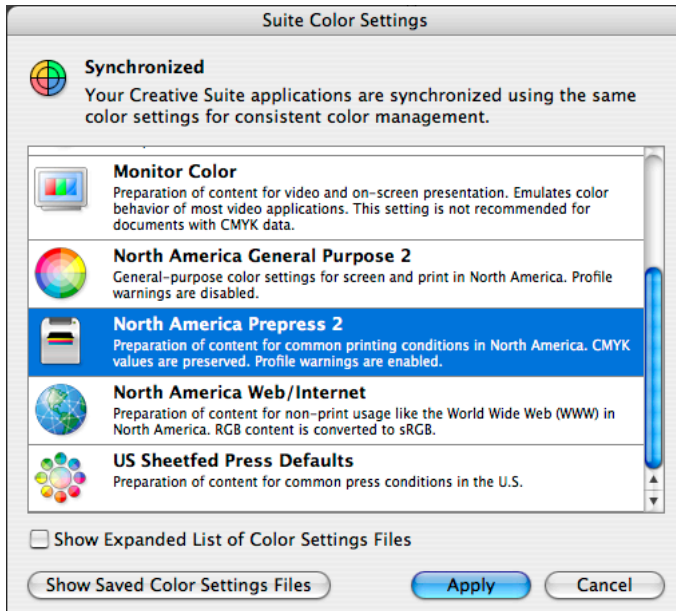 Suite Color Settings
Synchronized
Your Creative Suite applications are synchronized using the same
color settings for consistent color management.
Monitor Color
Preparation of content for video and on-screen presentation. Emulates color
behavior of most video applications. This setting is not recommended for
documents with CMYK data.
North America General Purpose 2
General-purpose color settings for screen and print in North America. Profile
warnings are disabled.
North America Prepress 2
Preparation of content for common printing conditions in North America. CMYK
values are preserved. Profile warnings are enabled.
North America Web/Internet
Preparation of content for non-print usage like the World Wide Web (WWW) in
North America. RGB content is converted to sRGB.
US Sheetfed Press Defaults
Preparation of content for common press conditions in the U.S.
Show Expanded List of Color Settings Files
Show Saved Color Settings Files
Apply
Cancel